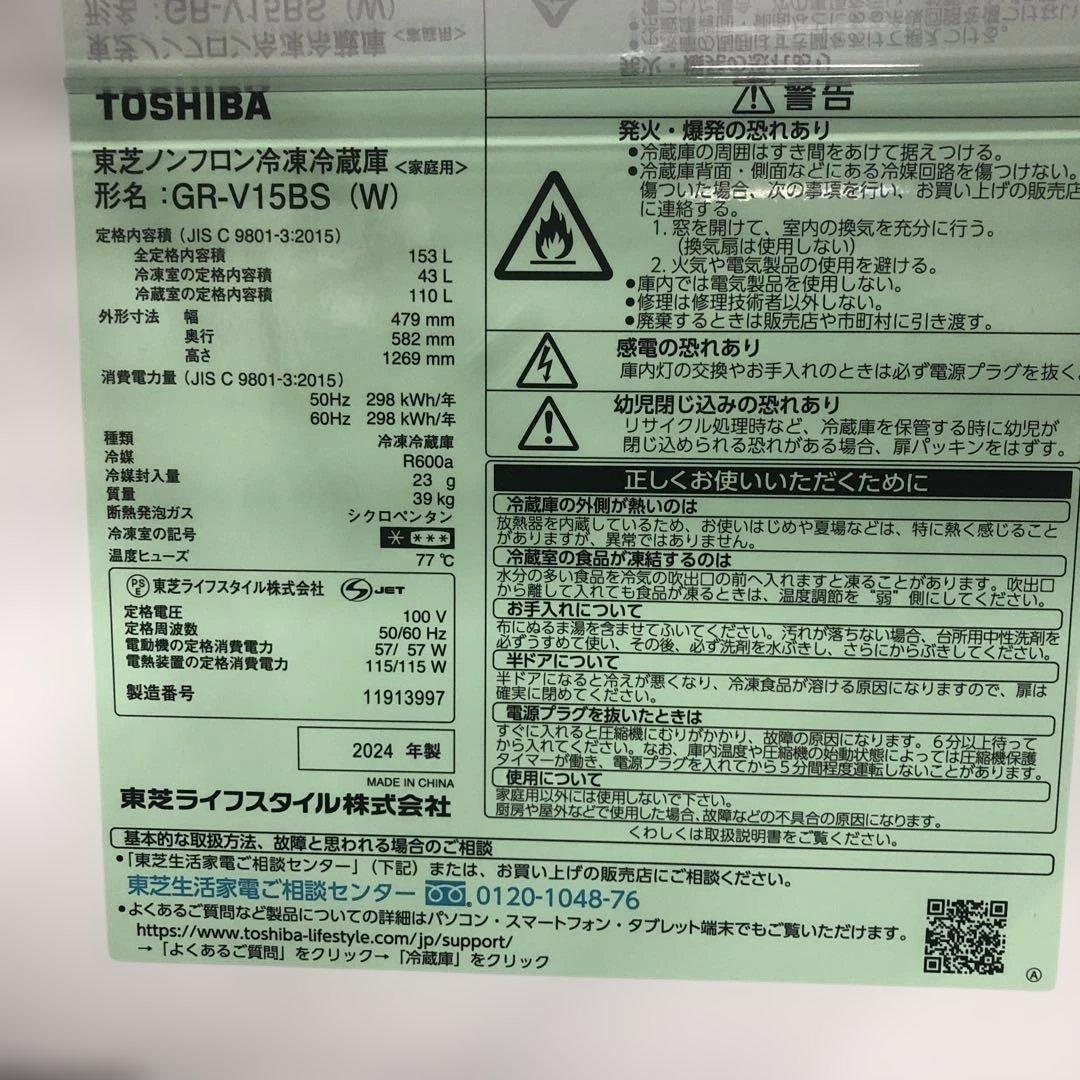 TOSHIBA
東芝ノンフロン冷凍冷蔵庫<家庭用>
形名:GR-V15BS(W)
定格内容積(JIS C 9801-3:2015)
全定格内容積 153 L
冷凍室の定格内容積 43 L
冷蔵室の定格内容積 110 L
外形寸法 幅 479 mm
奥行 582 mm
高さ 1269 mm
消費電力量(JIS C 9801-3:2015)
50Hz 298 kWh/年
60Hz 298 kWh/年
種類 冷凍冷蔵庫
冷媒 R600a
冷媒封入量 23 g
質量 39 kg
断熱発泡ガス シクロペンタン
冷凍室の記号 * ***
温度ヒューズ 77 ℃
PSE 東芝ライフスタイル株式会社 S JET
定格電圧 100 V
定格周波数 50/60 Hz
電動機の定格消費電力 57/ 57 W
電熱装置の定格消費電力 115/115 W
製造番号 11913997
2024 年製
MADE IN CHINA
東芝ライフスタイル株式会社
警告
発火・爆発の恐れあり
●冷蔵庫の周囲はすき間をあけて据えつける。
●冷蔵庫背面・側面などにある冷媒回路を傷つけない。
傷ついた場合、次の事項を行い、お買い上げの販売店
に連絡する。
1. 窓を開けて、室内の換気を充分に行う。
(換気扇は使用しない)
2. 火気や電気製品の使用を避ける。
●庫内では電気製品を使用しない。
●修理は修理技術者以外しない。
●廃棄するときは販売店や市町村に引き渡す。
感電の恐れあり
庫内灯の交換やお手入れのときは必ず電源プラグを抜く。
幼児閉じ込みの恐れあり
リサイクル処理時など、冷蔵庫を保管する時に幼児が
閉じ込められる恐れがある場合、扉パッキンをはずす。
正しくお使いいただくために
冷蔵庫の外側が熱いのは
放熱器を内蔵しているため、お使いはじめや夏場などは、特に熱く感じること
がありますが、異常ではありません。
冷蔵室の食品が凍結するのは
水分の多い食品を冷気の吹出口の前へ入れますと凍ることがあります。吹出口
から離して入れても食品が凍るときは、温度調節を“弱”側にしてください。
お手入れについて
布にぬるま湯を含ませてふいてください。汚れが落ちない場合、台所用中性洗剤を
必ずうすめて使い、その後、必ず洗剤を水ぶきし、さらにからぶきしてください。
半ドアについて
半ドアになると冷えが悪くなり、冷凍食品が溶ける原因になりますので、扉は
確実に閉めてください。
電源プラグを抜いたときは
すぐに入れると圧縮機にむりがかかり、故障の原因になります。6分以上待って
から入れてください。なお、庫内温度や圧縮機の始動状態によっては圧縮機保護
タイマーが働き、電源プラグを入れてから5分間程度運転しないことがあります。
使用について
家庭用以外には使用しないで下さい。
厨房や屋外などで使用した場合、故障などの不具合の原因になります。
くわしくは取扱説明書をご覧ください。
基本的な取扱方法、故障と思われる場合のご相談
●「東芝生活家電ご相談センター」(下記)または、お買い上げの販売店にご相談ください。
東芝生活家電ご相談センター 0120-1048-76
●よくあるご質問など製品についての詳細はパソコン・スマートフォン・タブレット端末でもご覧いただけます。
https://www.toshiba-lifestyle.com/jp/support/
→「よくあるご質問」をクリック→「冷蔵庫」をクリック
Ⓐ